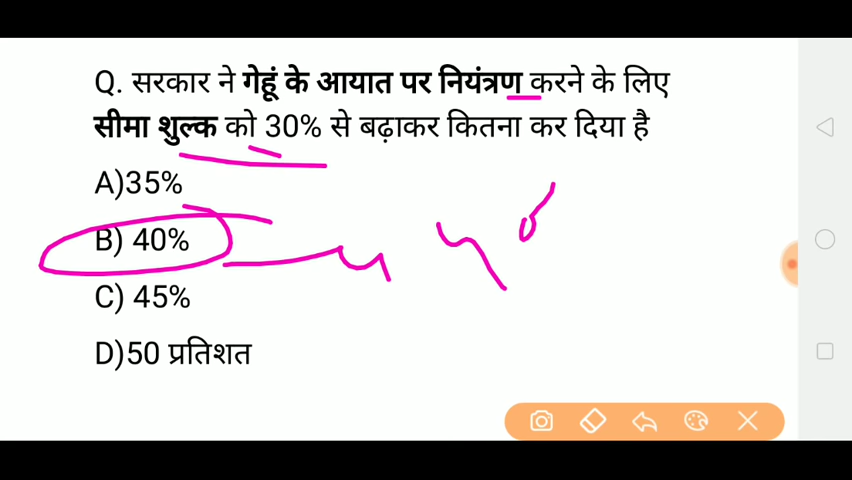 Q. सरकार ने गेहूं के आयात पर नियंत्रण करने के लिए
सीमा शुल्क को 30% से बढ़ाकर कितना कर दिया है
A)35%
B) 40%
C) 45%
D)50 प्रतिशत